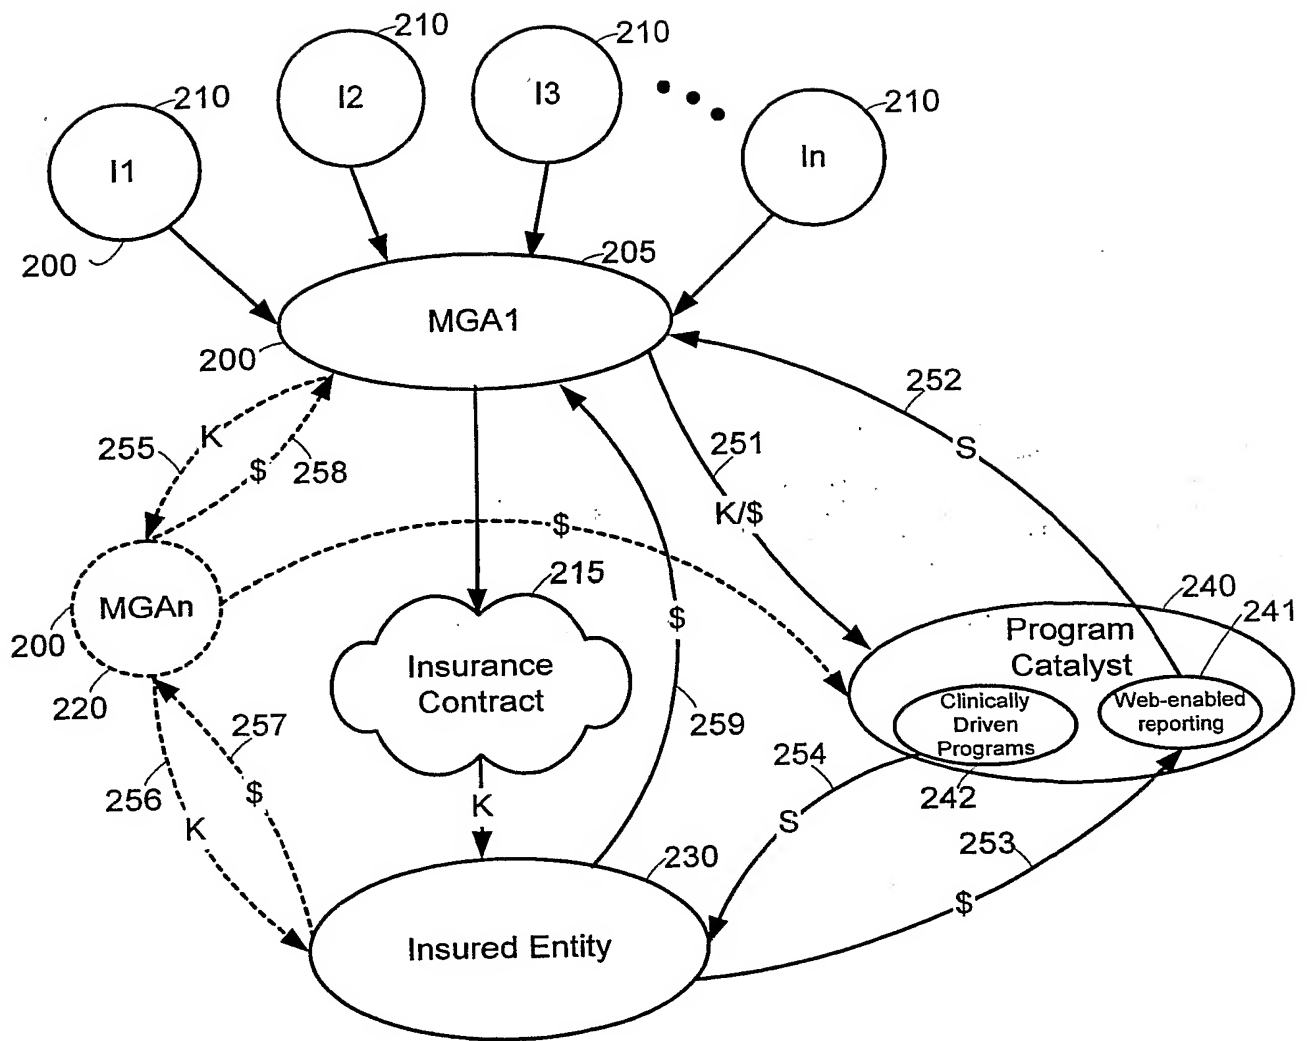 210
210
210
210
I1
I2
I3
In
200
205
MGA1
200
252
S
251
K/$
255
K
$
258
$
MGAn
200
220
215
Insurance
Contract
$
259
240
241
Program
Catalyst
Clinically
Driven
Programs
Web-enabled
reporting
242
257
256
$
K
K
254
S
253
$
230
Insured Entity